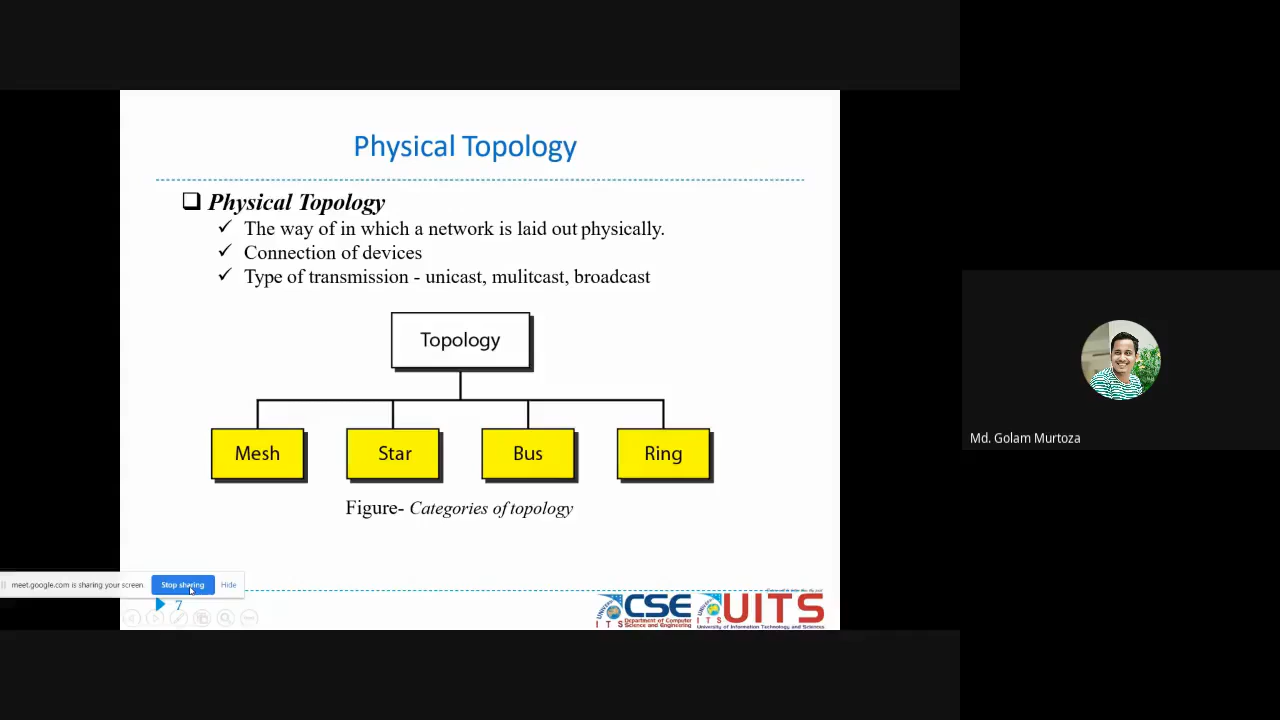 Physical Topology
Physical Topology
The way of in which a network is laid out physically.
Connection of devices
Type of transmission - unicast, mulitcast, broadcast
Topology
Mesh Star Bus Ring
Figure- Categories of topology
Md. Golam Murtoza
meet.google.com is sharing your screen. Stop sharing Hide
7
CSE
Department of Computer
Science and Engineering
ITS
UITS
University of Information Technology and Sciences
ITS